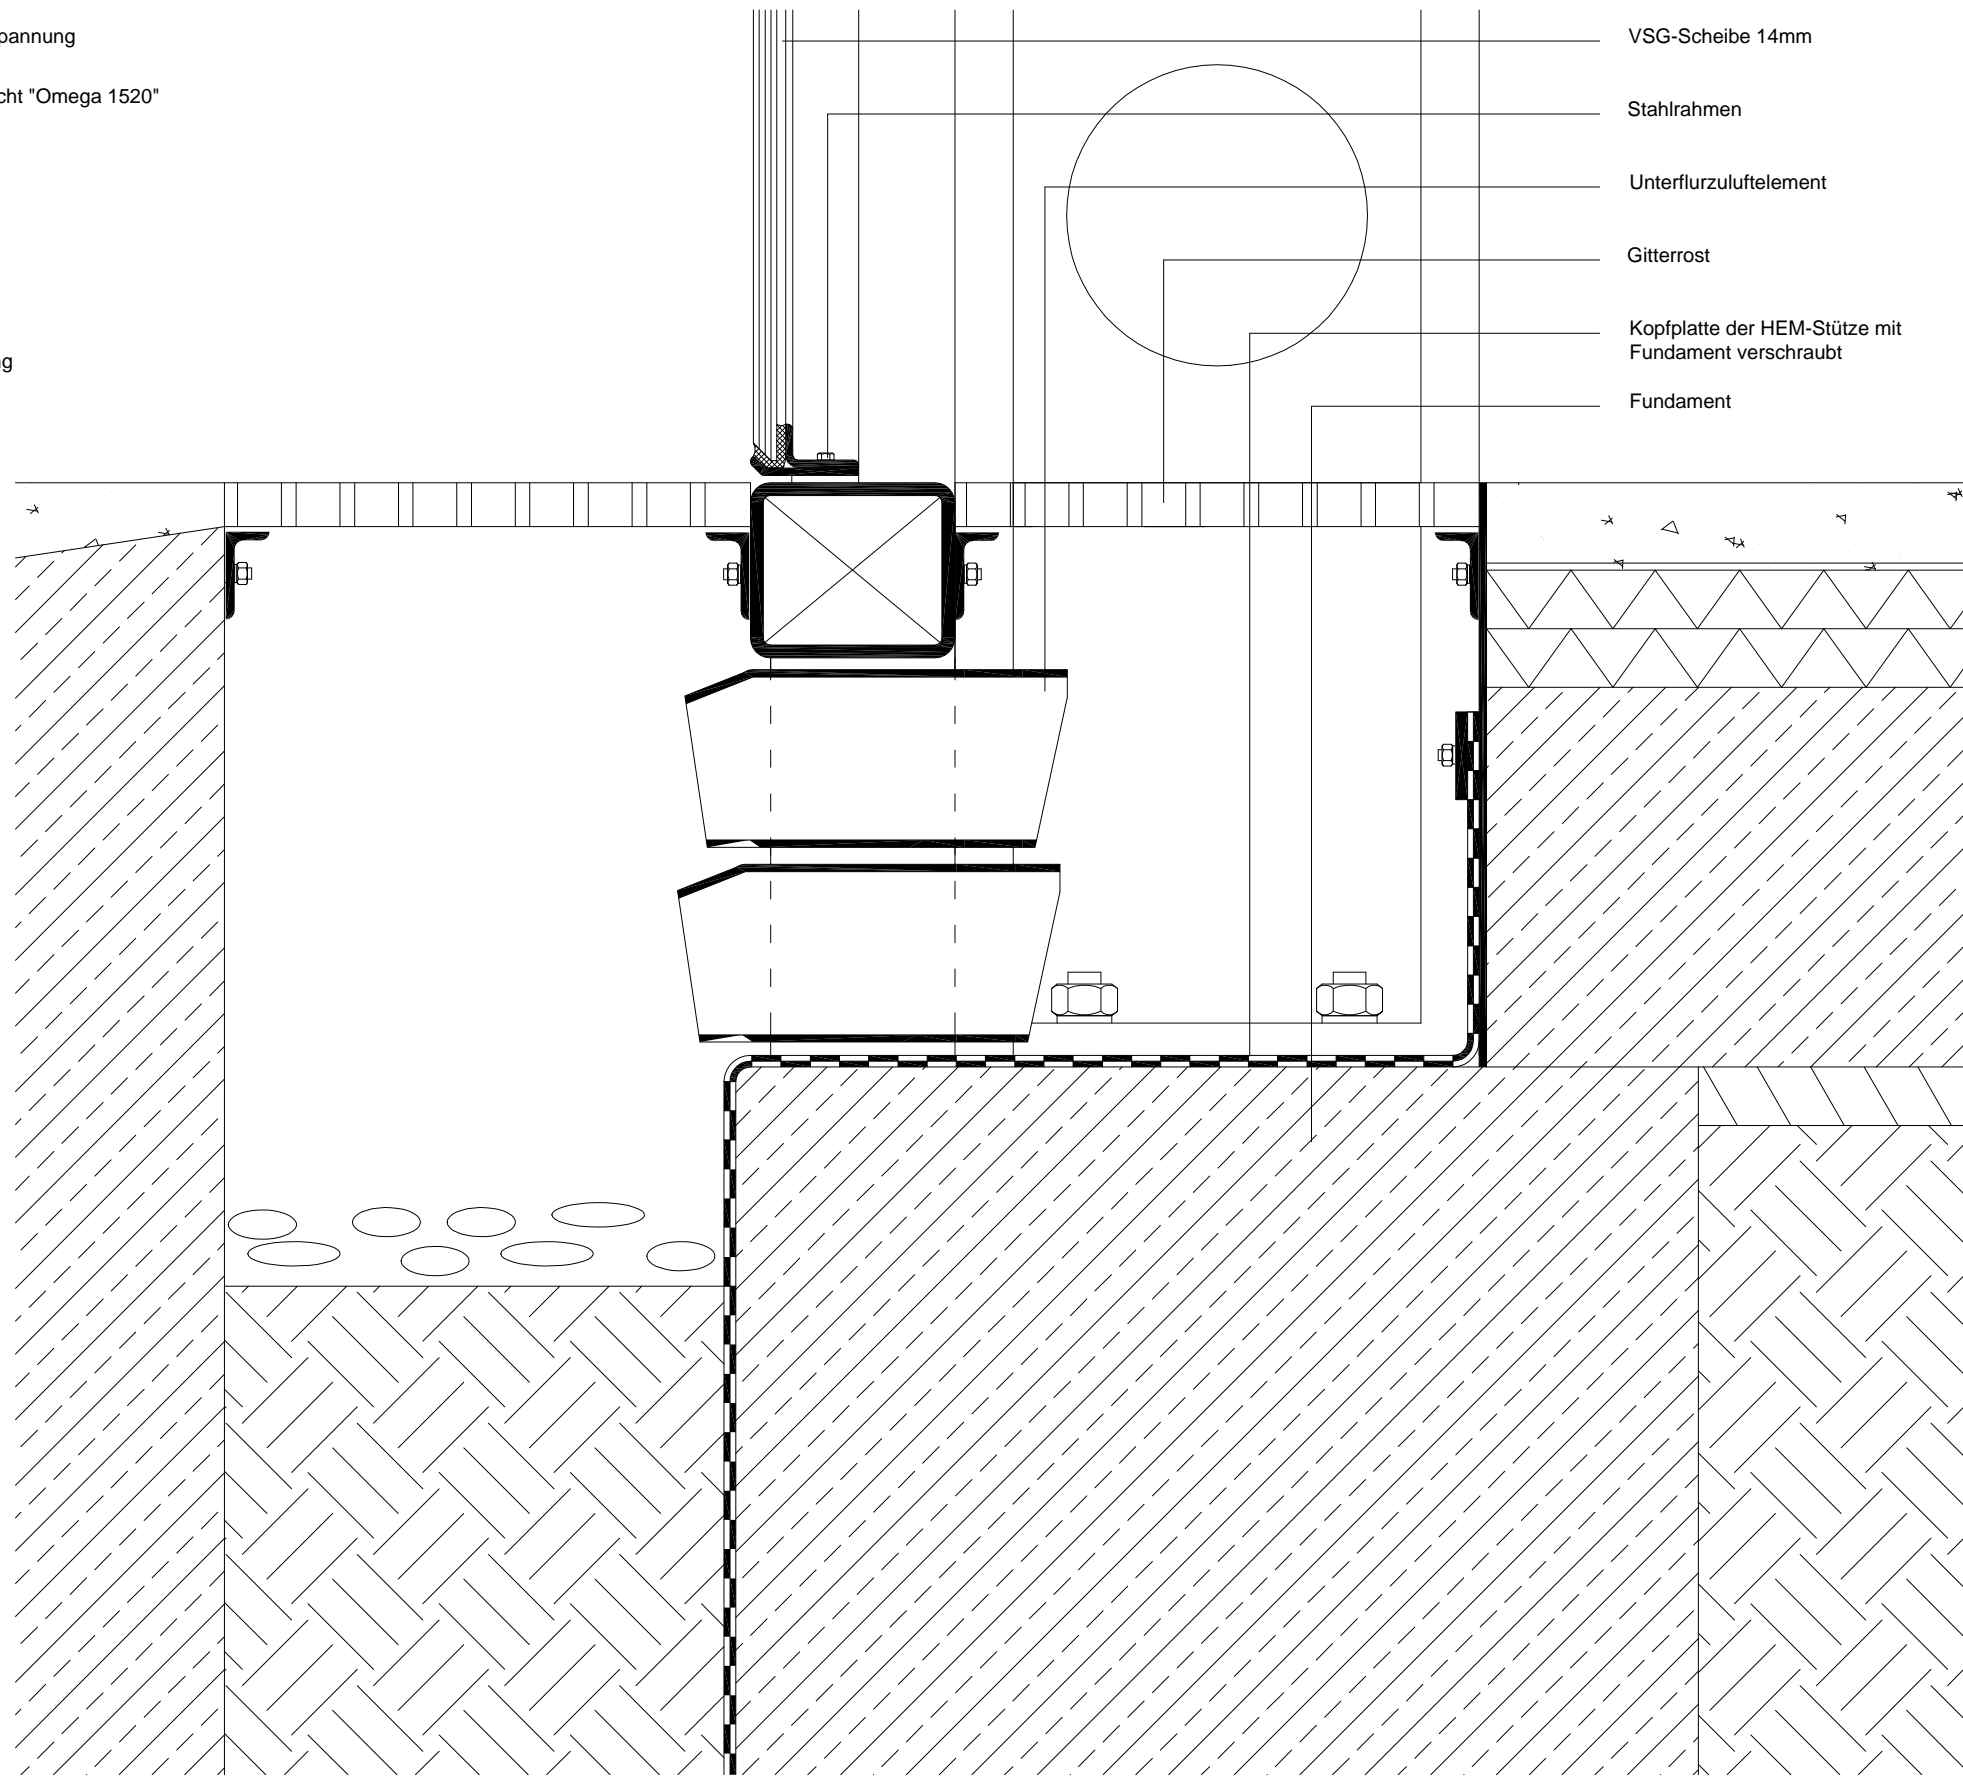 pannung
cht "Omega 1520"
g
VSG-Scheibe 14mm
Stahlrahmen
Unterflurzuluftelement
Gitterrost
Kopfplatte der HEM-Stütze mit
Fundament verschraubt
Fundament